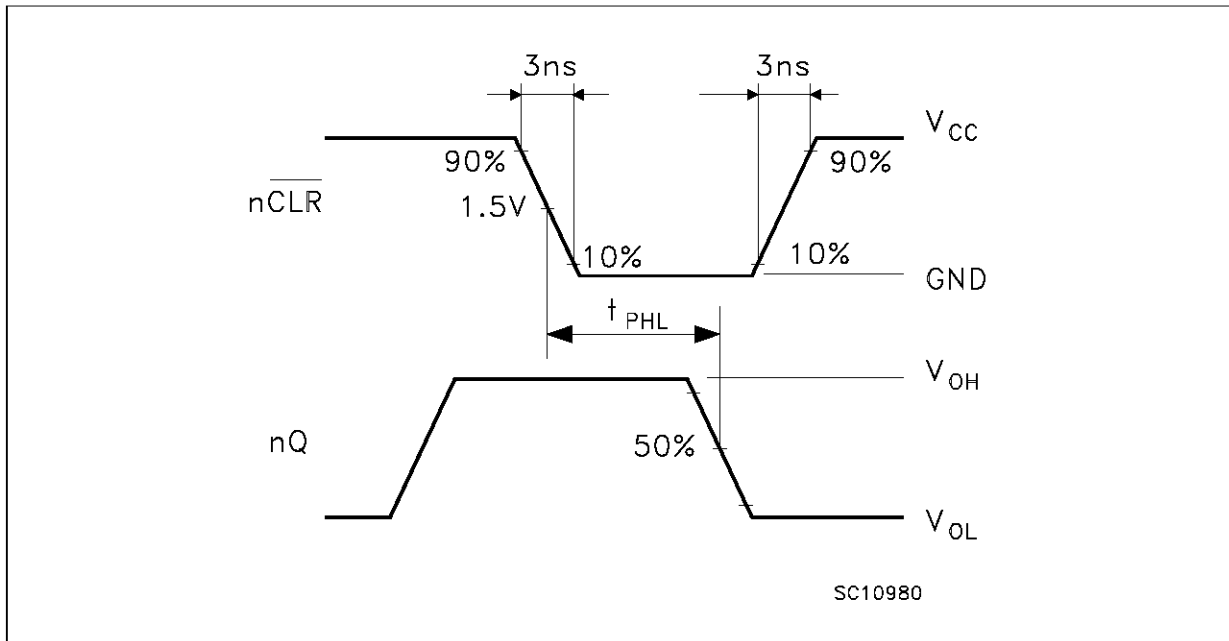 3ns 3ns
VCC
90% 90%
nCLR
1.5V
10% 10%
GND
tPHL
VOH
nQ
50%
VOL
SC10980